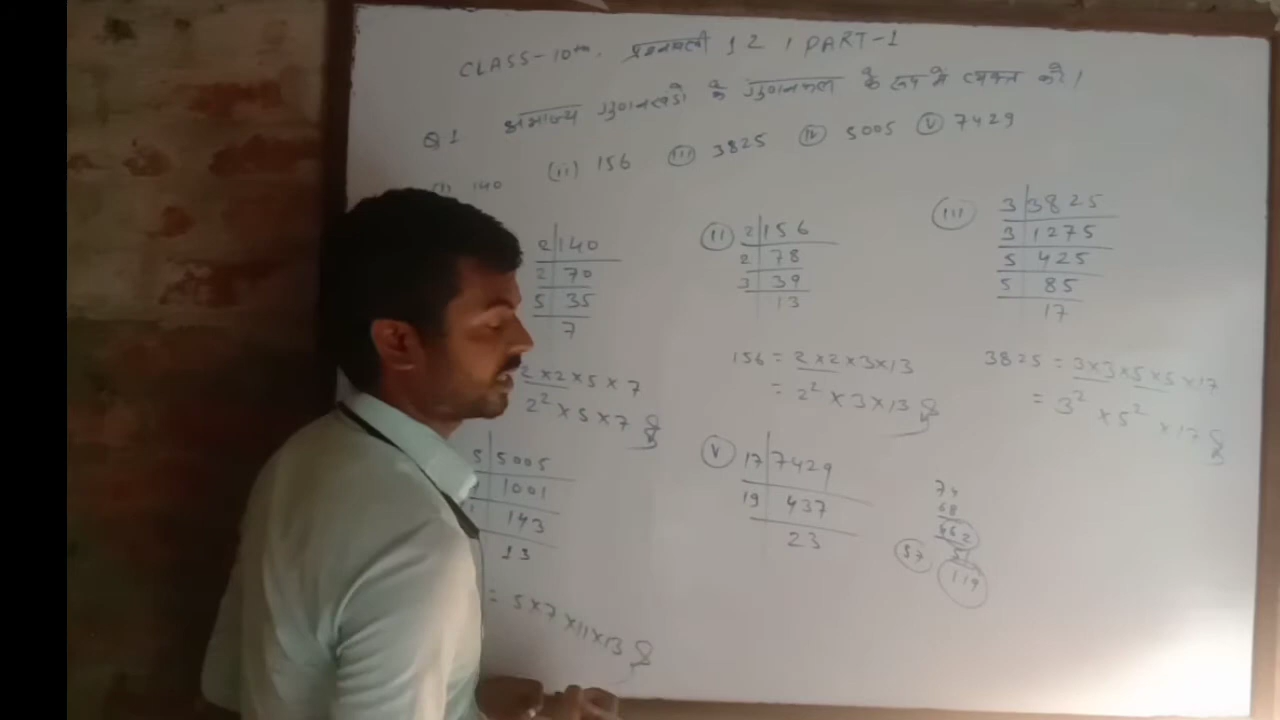 CLASS-10th. प्रश्नावली 1 2 , PART-1
Q 1 अभाज्य गुणनखंडो के गुणनफल के रूप में व्यक्त करें।
(i) 140 (ii) 156 (iii) 3825 (iv) 5005 (v) 7429
2 140
2 70
5 35
7
2 × 2 × 5 × 7
2² × 5 × 7
(ii) 2 156
2 78
3 39
13
156 = 2 × 2 × 3 × 13
= 2² × 3 × 13
(iii) 3 3825
3 1275
5 425
5 85
17
3825 = 3 × 3 × 5 × 5 × 17
= 3² × 5² × 17
5 5005
1001
143
13
= 5 × 7 × 11 × 13
(v) 17 7429
19 437
23
74
68
662
51
119
57